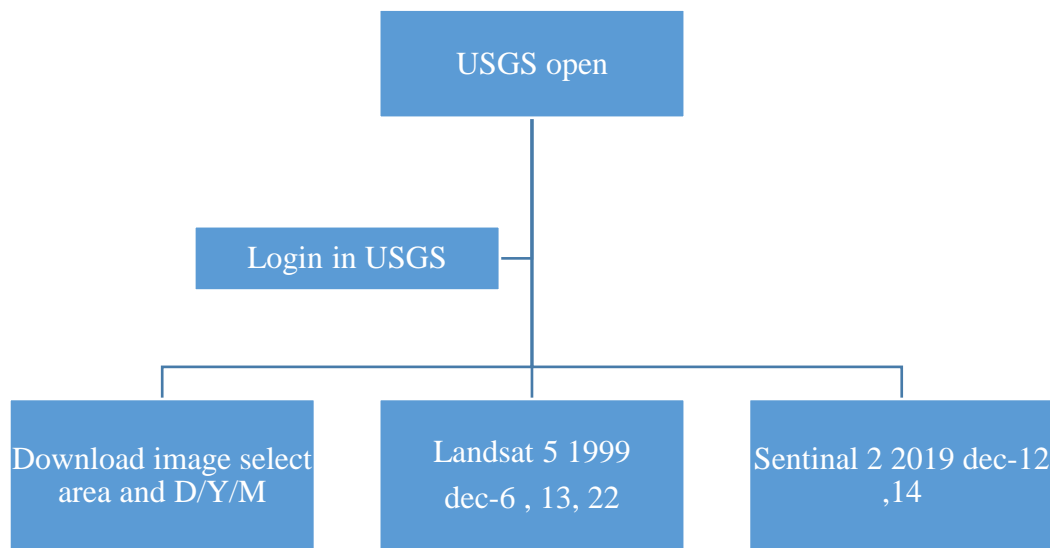 USGS open
Login in USGS
Download image select
area and D/Y/M
Landsat 5 1999
dec-6 , 13, 22
Sentinal 2 2019 dec-12
,14